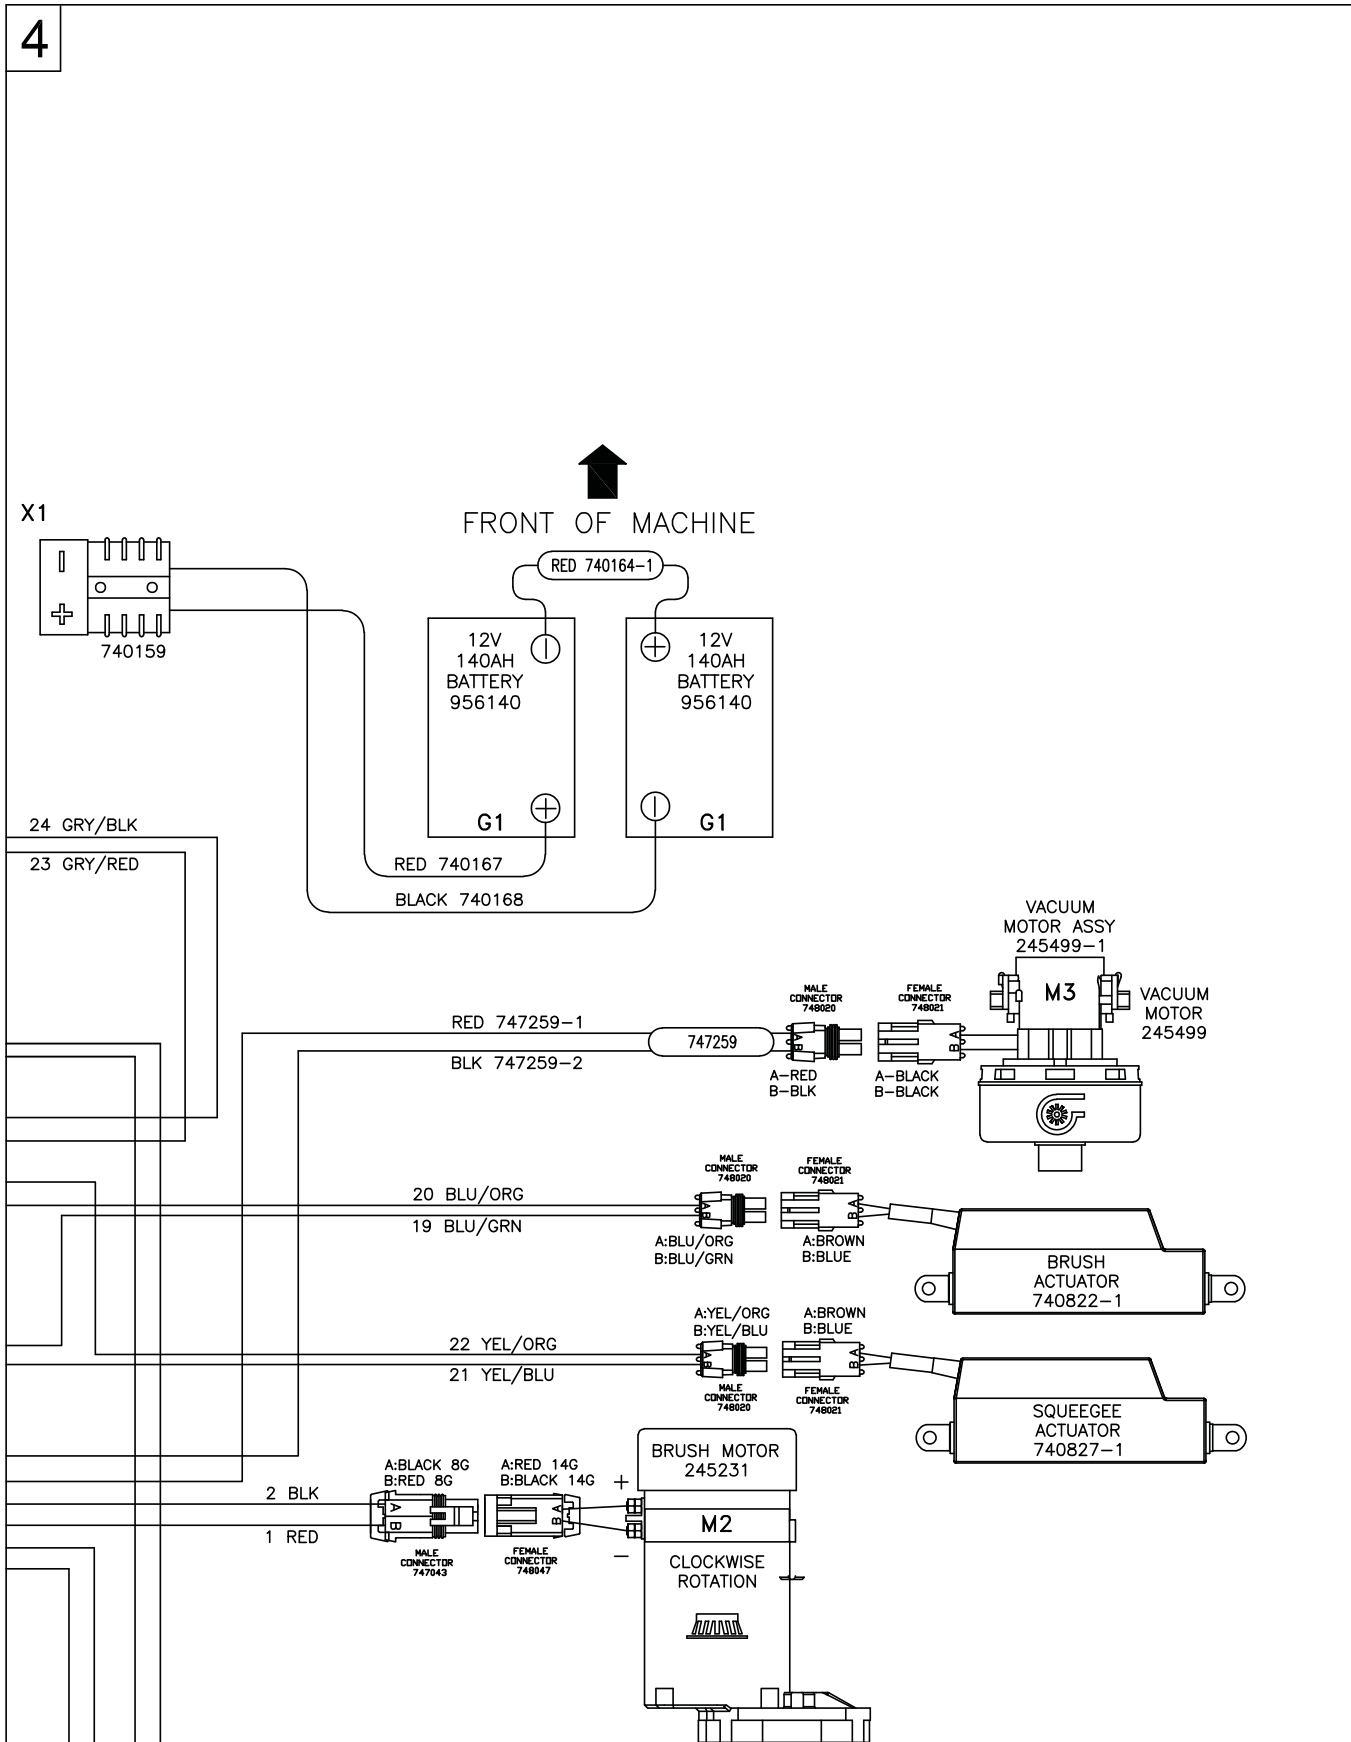 4
X1
FRONT OF MACHINE
RED 740164-1
740159
12V
140AH
BATTERY
956140
G1
12V
140AH
BATTERY
956140
G1
24 GRY/BLK
23 GRY/RED
RED 740167
BLACK 740168
VACUUM
MOTOR ASSY
245499-1
M3
VACUUM
MOTOR
245499
RED 747259-1
BLK 747259-2
747259
MALE
CONNECTOR
748020
A
B
A-RED
B-BLK
FEMALE
CONNECTOR
748021
A
B
A-BLACK
B-BLACK
20 BLU/ORG
19 BLU/GRN
MALE
CONNECTOR
748020
A
B
A:BLU/ORG
B:BLU/GRN
FEMALE
CONNECTOR
748021
A
B
A:BROWN
B:BLUE
BRUSH
ACTUATOR
740822-1
22 YEL/ORG
21 YEL/BLU
A:YEL/ORG
B:YEL/BLU
A
B
MALE
CONNECTOR
748020
A:BROWN
B:BLUE
A
B
FEMALE
CONNECTOR
748021
SQUEEGEE
ACTUATOR
740827-1
2 BLK
1 RED
A:BLACK 8G
B:RED 8G
A
B
MALE
CONNECTOR
747043
A:RED 14G
B:BLACK 14G
A
B
FEMALE
CONNECTOR
748047
+
−
BRUSH MOTOR
245231
M2
CLOCKWISE
ROTATION